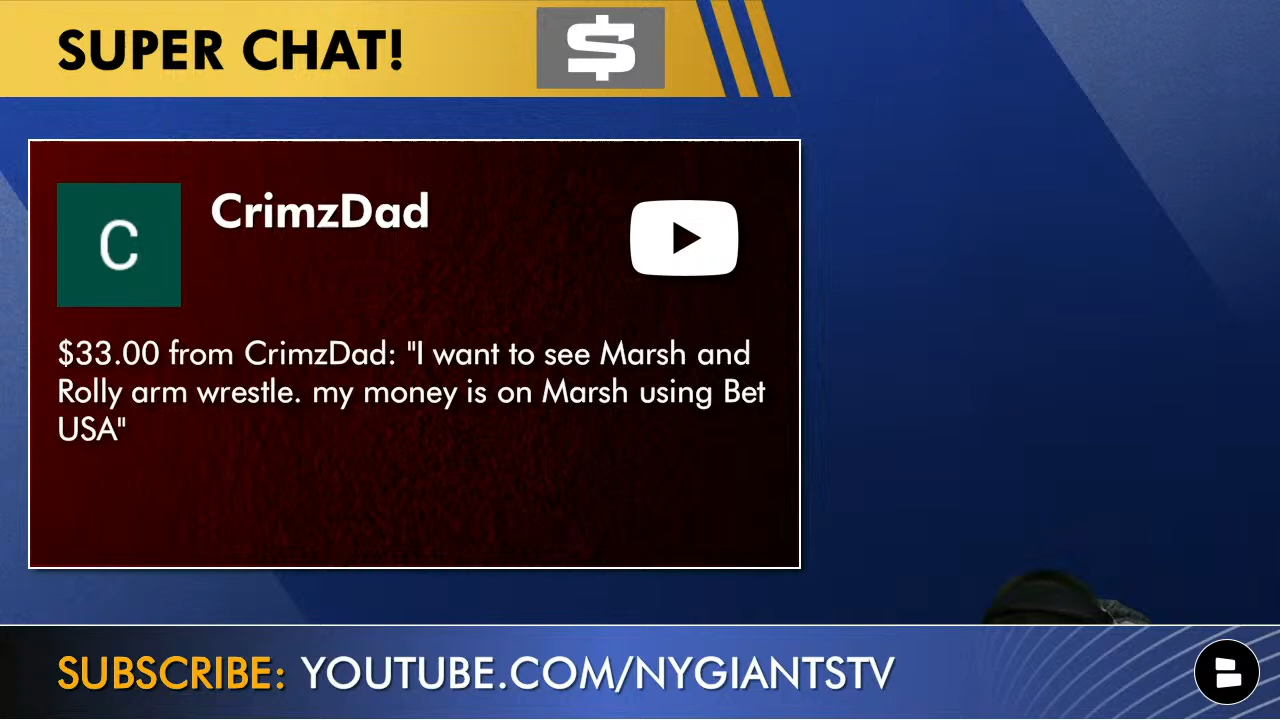 SUPER CHAT!
$
C
CrimzDad
$33.00 from CrimzDad: "I want to see Marsh and
Rolly arm wrestle. my money is on Marsh using Bet
USA"
SUBSCRIBE: YOUTUBE.COM/NYGIANTSTV